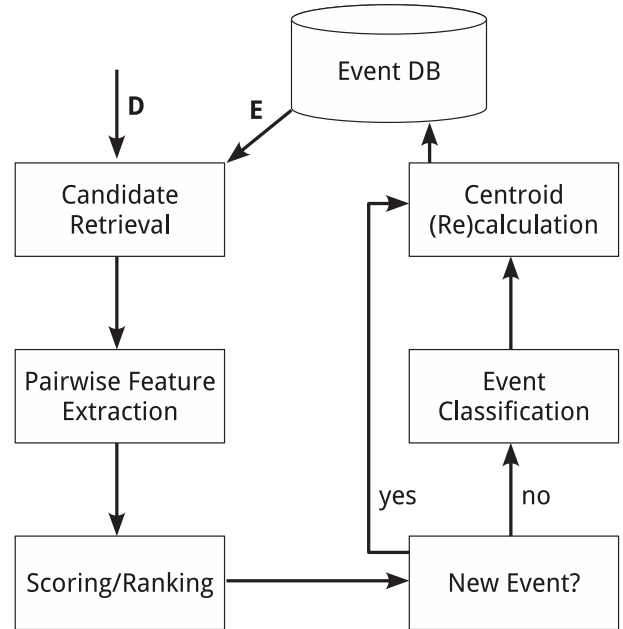 Event DB
D
E
Candidate
Retrieval
Centroid
(Re)calculation
Pairwise Feature
Extraction
Event
Classification
yes
no
Scoring/Ranking
New Event?